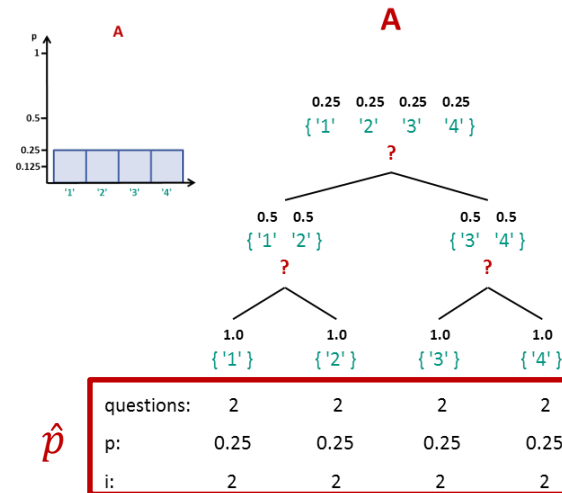 A
p
1
0.5
0.25
0.125
'1' '2' '3' '4'
A
0.25 0.25 0.25 0.25
{ '1' '2' '3' '4' }
?
0.5 0.5 0.5 0.5
{ '1' '2' } { '3' '4' }
? ?
1.0 1.0 1.0 1.0
{ '1' } { '2' } { '3' } { '4' }
p̂
questions: 2 2 2 2
p: 0.25 0.25 0.25 0.25
i: 2 2 2 2